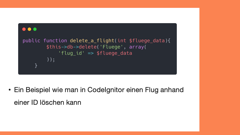 public function delete_a_flight(int $fluege_data){
$this->db->delete('fluege', array(
'flug_id' => $fluege_data
));
}
• Ein Beispiel wie man in CodeIgnitor einen Flug anhand
einer ID löschen kann